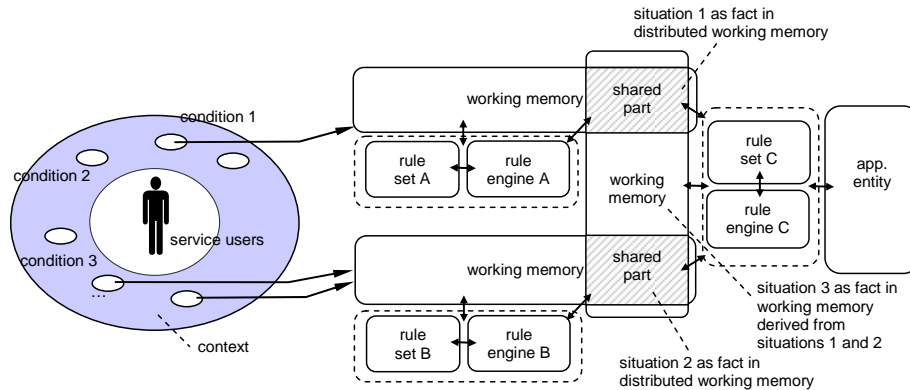 situation 1 as fact in
distributed working memory
condition 1
condition 2
service users
condition 3
...
context
working memory
shared
part
rule
set A
rule
engine A
working
memory
rule
set C
rule
engine C
app.
entity
working memory
shared
part
rule
set B
rule
engine B
situation 3 as fact in
working memory
derived from
situations 1 and 2
situation 2 as fact in
distributed working memory